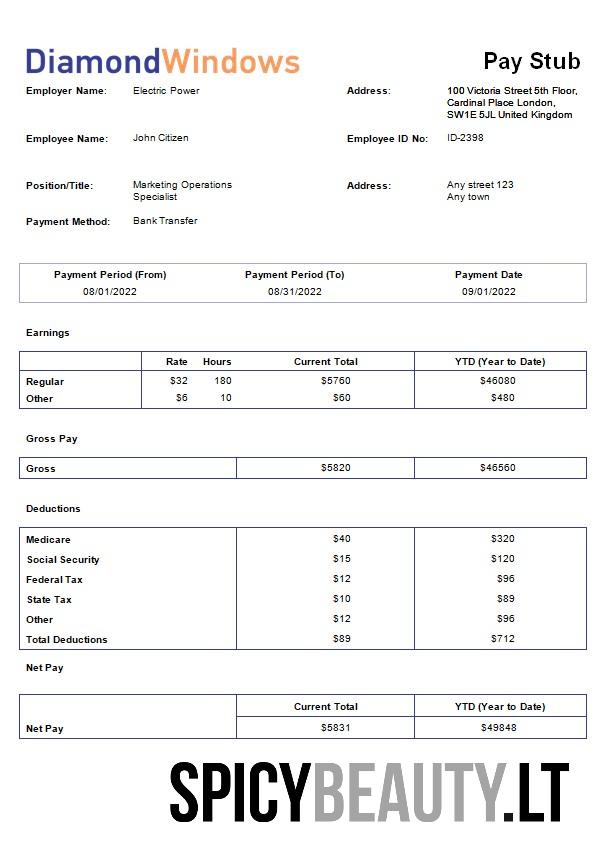 DiamondWindows
Pay Stub
Employer Name: Electric Power Address: 100 Victoria Street 5th Floor,
Cardinal Place London,
SW1E 5JL United Kingdom
Employee Name: John Citizen Employee ID No: ID-2398
Position/Title: Marketing Operations Address: Any street 123
Specialist Any town
Payment Method: Bank Transfer
Payment Period (From) Payment Period (To) Payment Date
08/01/2022 08/31/2022 09/01/2022
Earnings
Rate Hours Current Total YTD (Year to Date)
Regular $32 180 $5760 $46080
Other $6 10 $60 $480
Gross Pay
Gross $5820 $46560
Deductions
Medicare $40 $320
Social Security $15 $120
Federal Tax $12 $96
State Tax $10 $89
Other $12 $96
Total Deductions $89 $712
Net Pay
Current Total YTD (Year to Date)
Net Pay $5831 $49848
SPICYBEAUTY.LT